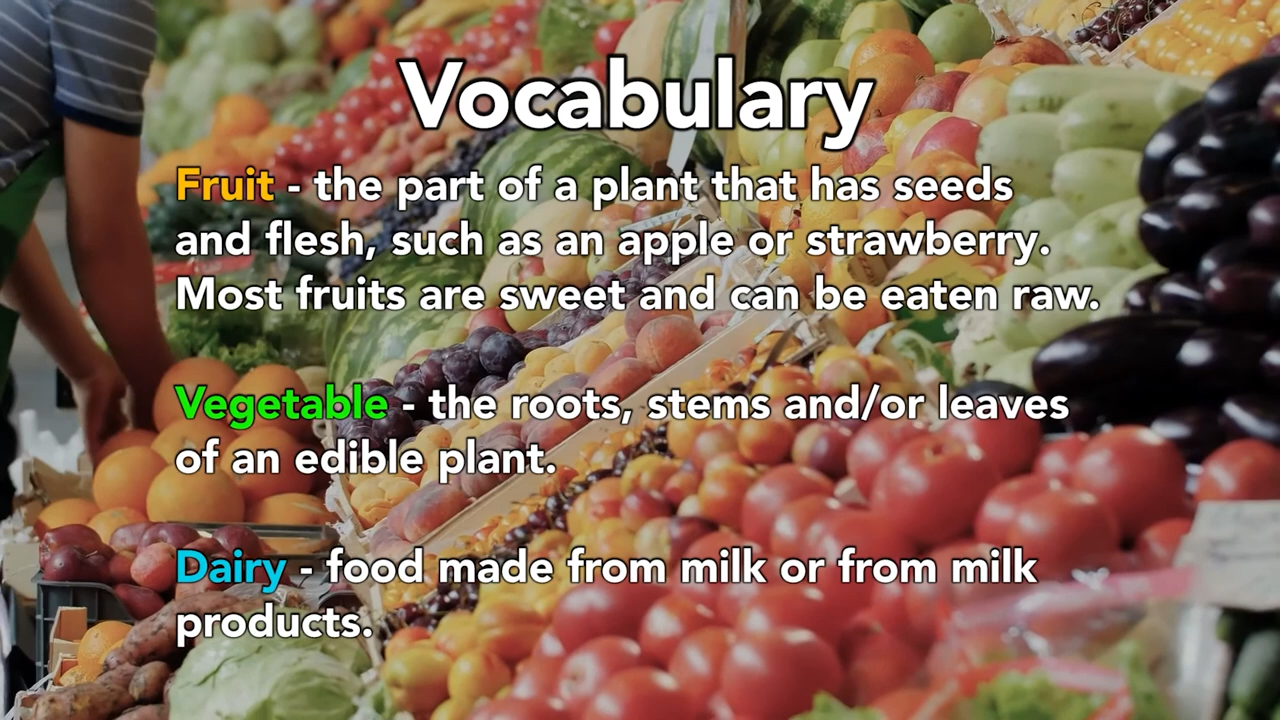 Vocabulary
Fruit - the part of a plant that has seeds
and flesh, such as an apple or strawberry.
Most fruits are sweet and can be eaten raw.
Vegetable - the roots, stems and/or leaves
of an edible plant.
Dairy - food made from milk or from milk
products.